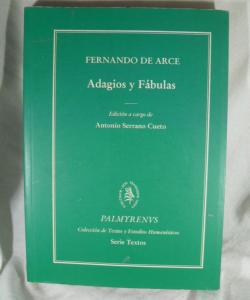 FERNANDO DE ARCE
Adagios y Fábulas
Edición a cargo de
Antonio Serrano Cueto
PALMYRENVS
Colección de Textos y Estudios Humanísticos
Serie Textos